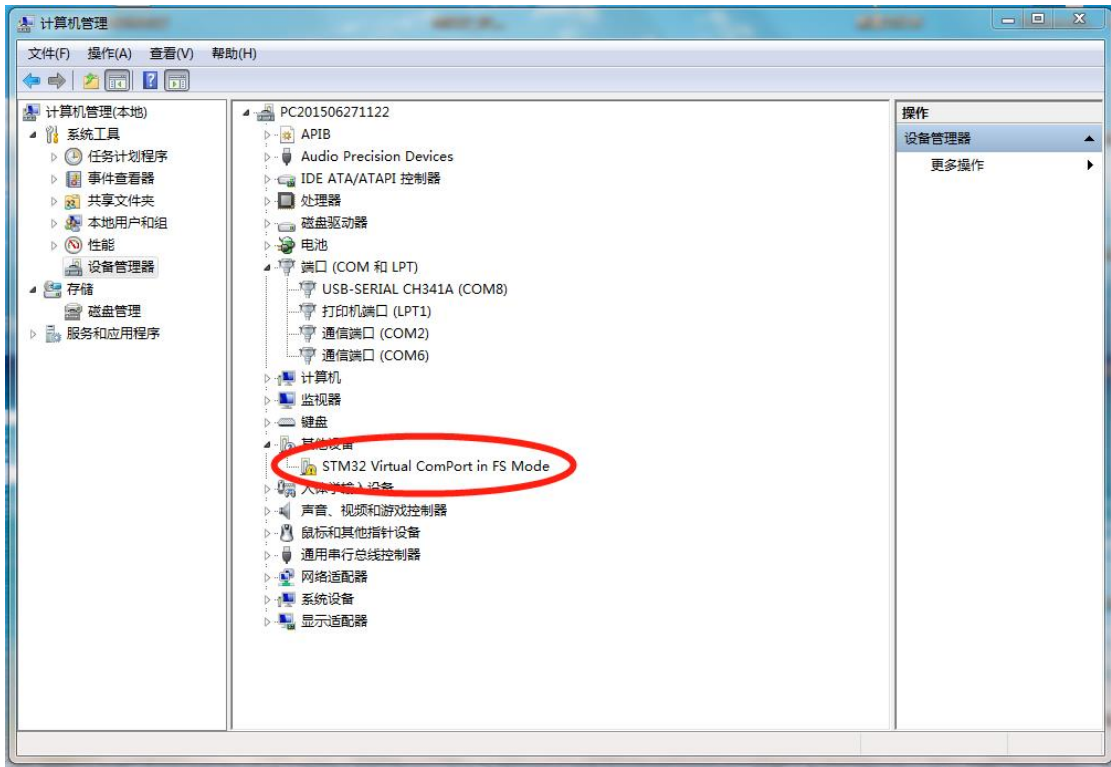 计算机管理
文件(F) 操作(A) 查看(V) 帮助(H)
计算机管理(本地)
系统工具
任务计划程序
事件查看器
共享文件夹
本地用户和组
性能
设备管理器
存储
磁盘管理
服务和应用程序
PC201506271122
APIB
Audio Precision Devices
IDE ATA/ATAPI 控制器
处理器
磁盘驱动器
电池
端口 (COM 和 LPT)
USB-SERIAL CH341A (COM8)
打印机端口 (LPT1)
通信端口 (COM2)
通信端口 (COM6)
计算机
监视器
键盘
其他设备
STM32 Virtual ComPort in FS Mode
人体学输入设备
声音、视频和游戏控制器
鼠标和其他指针设备
通用串行总线控制器
网络适配器
系统设备
显示适配器
操作
设备管理器
更多操作